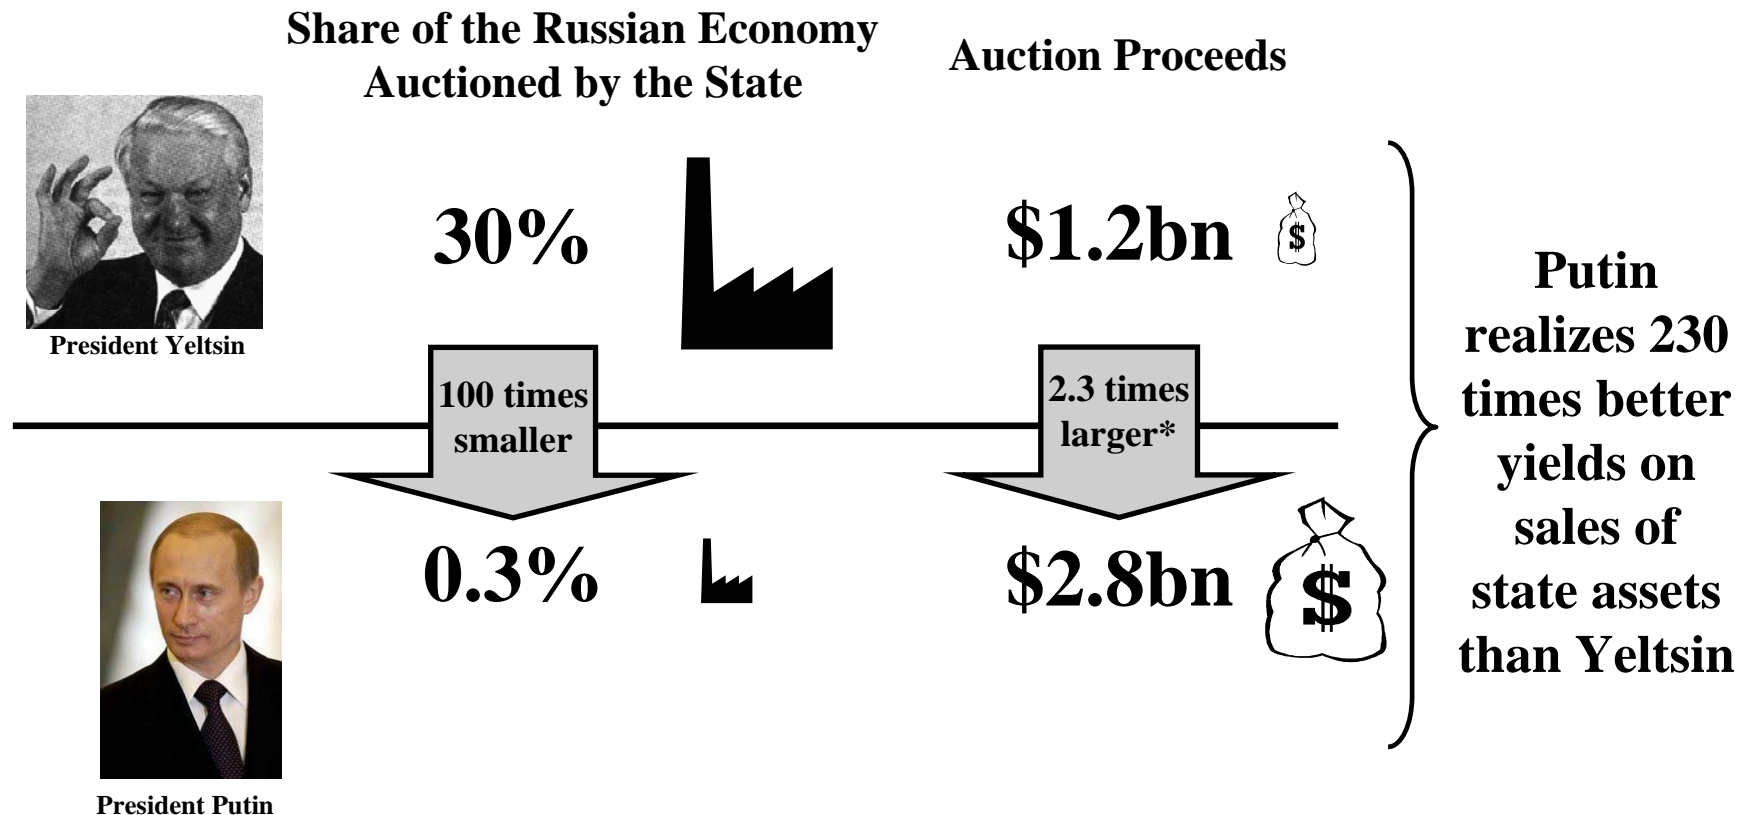 Share of the Russian Economy
Auctioned by the State
Auction Proceeds
30%
$1.2bn
$
President Yeltsin
100 times
smaller
2.3 times
larger*
0.3%
$2.8bn
$
President Putin
Putin
realizes 230
times better
yields on
sales of
state assets
than Yeltsin